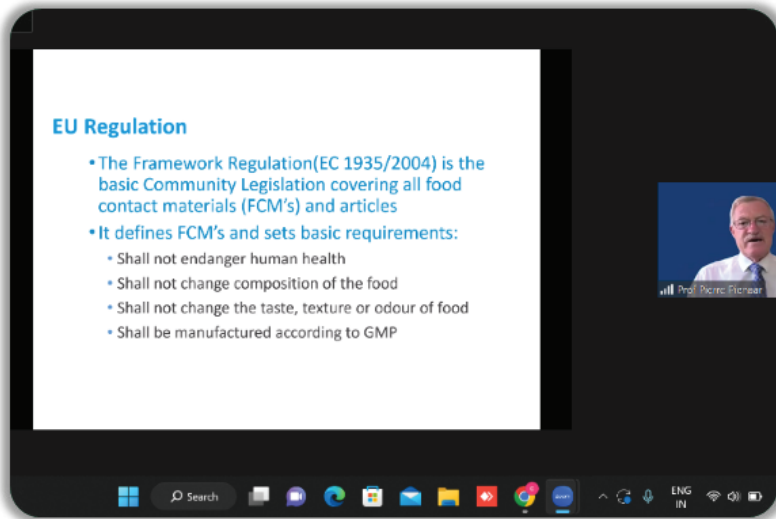 EU Regulation
• The Framework Regulation(EC 1935/2004) is the
basic Community Legislation covering all food
contact materials (FCM's) and articles
• It defines FCM's and sets basic requirements:
• Shall not endanger human health
• Shall not change composition of the food
• Shall not change the taste, texture or odour of food
• Shall be manufactured according to GMP
Prof Pierre Pienaar
Search
ENG
IN